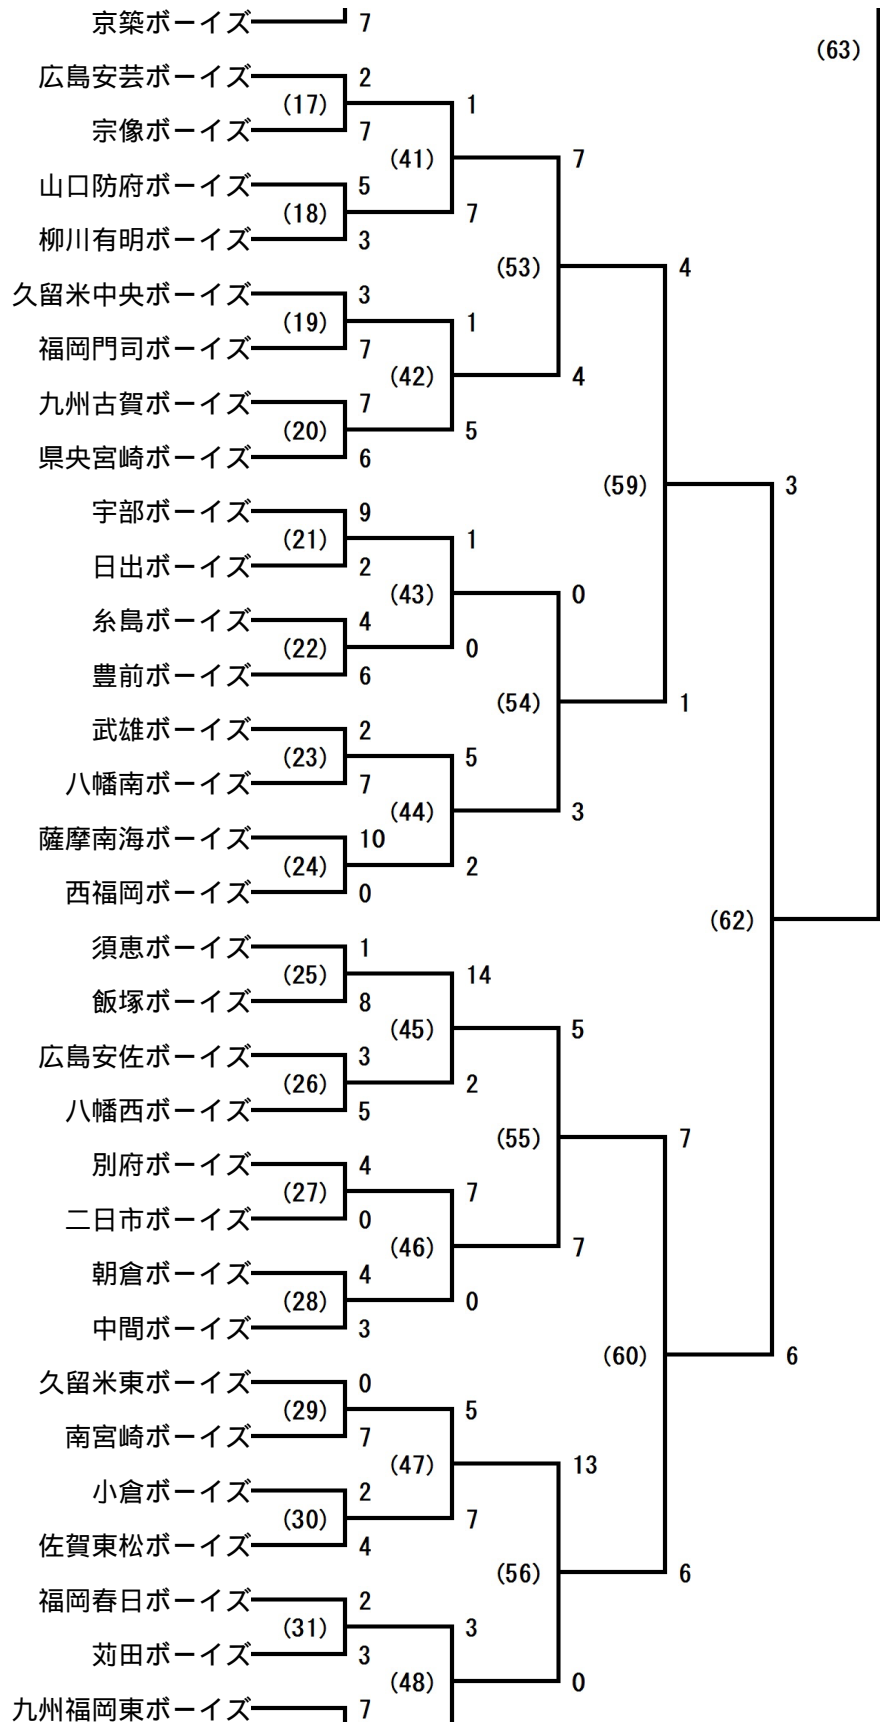 京築ボーイズ 7
(63)
広島安芸ボーイズ 2
(17) 1
宗像ボーイズ 7
(41) 7
山口防府ボーイズ 5
(18) 7
柳川有明ボーイズ 3
(53) 4
久留米中央ボーイズ 3
(19) 1
福岡門司ボーイズ 7
(42) 4
九州古賀ボーイズ 7
(20) 5
県央宮崎ボーイズ 6
(59) 3
宇部ボーイズ 9
(21) 1
日出ボーイズ 2
(43) 0
糸島ボーイズ 4
(22) 0
豊前ボーイズ 6
(54) 1
武雄ボーイズ 2
(23) 5
八幡南ボーイズ 7
(44) 3
薩摩南海ボーイズ 10
(24) 2
西福岡ボーイズ 0
(62)
須恵ボーイズ 1
(25) 14
飯塚ボーイズ 8
(45) 5
広島安佐ボーイズ 3
(26) 2
八幡西ボーイズ 5
(55) 7
別府ボーイズ 4
(27) 7
二日市ボーイズ 0
(46) 7
朝倉ボーイズ 4
(28) 0
中間ボーイズ 3
(60) 6
久留米東ボーイズ 0
(29) 5
南宮崎ボーイズ 7
(47) 13
小倉ボーイズ 2
(30) 7
佐賀東松ボーイズ 4
(56) 6
福岡春日ボーイズ 2
(31) 3
苅田ボーイズ 3
(48) 0
九州福岡東ボーイズ 7